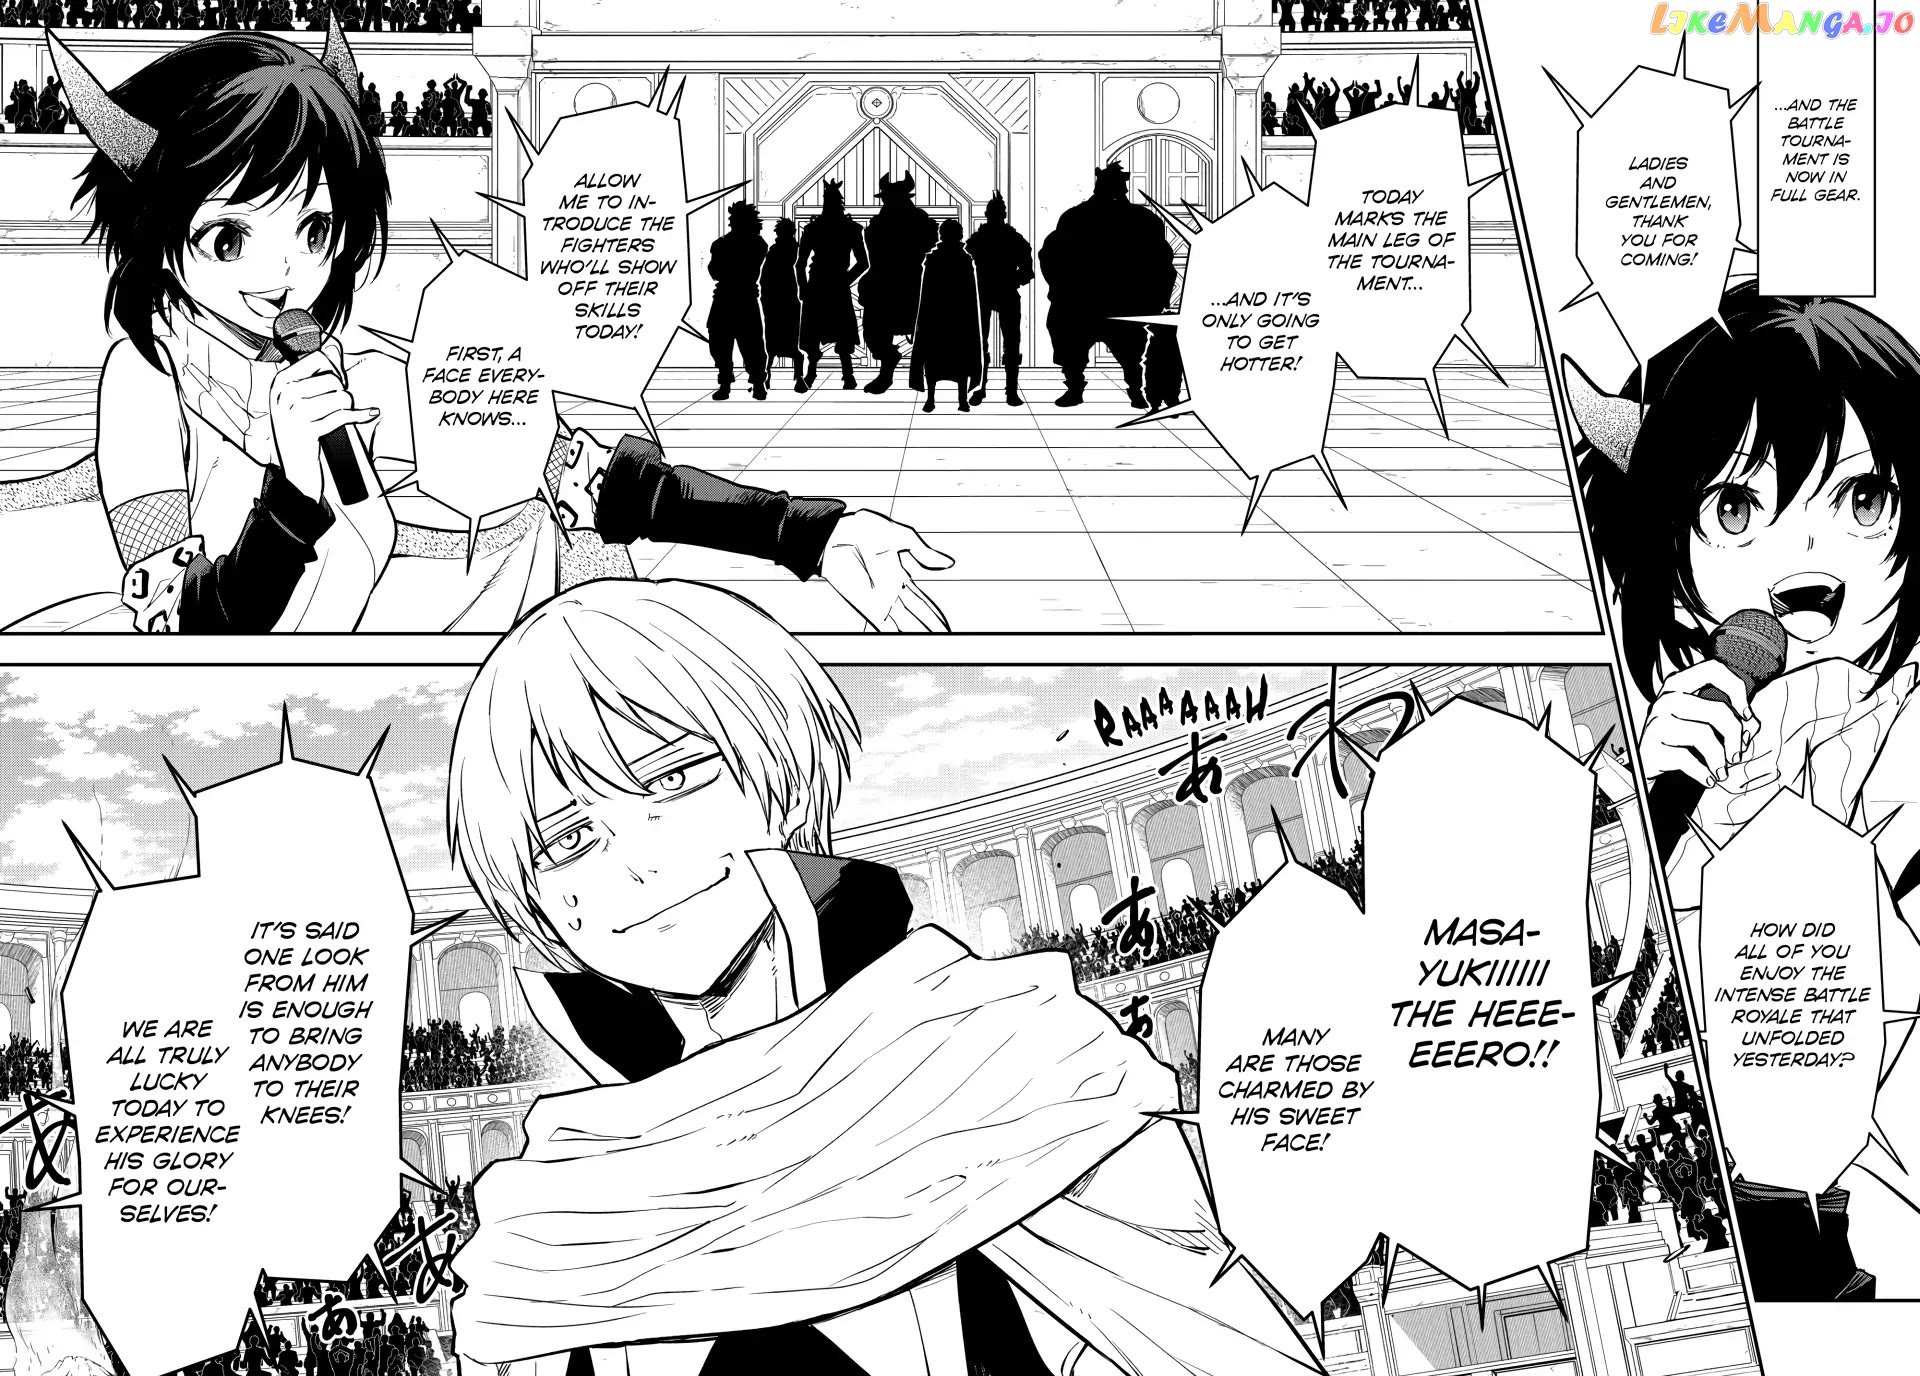 LIKEMANGA.IO
...AND THE
BATTLE
TOURNA-
MENT IS
NOW IN
FULL GEAR.
LADIES
AND
GENTLEMEN,
THANK
YOU FOR
COMING!
HOW DID
ALL OF YOU
ENJOY THE
INTENSE BATTLE
ROYALE THAT
UNFOLDED
YESTERDAY?
TODAY
MARKS THE
MAIN LEG OF
THE TOURNA-
MENT...
...AND IT'S
ONLY GOING
TO GET
HOTTER!
ALLOW
ME TO IN-
TRODUCE THE
FIGHTERS
WHO'LL SHOW
OFF THEIR
SKILLS
TODAY!
FIRST, A
FACE EVERY-
BODY HERE
KNOWS...
MASA-
YUKIIIIII
THE HEEE-
EEERO!!
MANY
ARE THOSE
CHARMED BY
HIS SWEET
FACE!
RAAAAAAH
わ
あ
あ
あ
IT'S SAID
ONE LOOK
FROM HIM
IS ENOUGH
TO BRING
ANYBODY
TO THEIR
KNEES!
WE ARE
ALL TRULY
LUCKY
TODAY TO
EXPERIENCE
HIS GLORY
FOR OUR-
SELVES!
あ
あ
あ